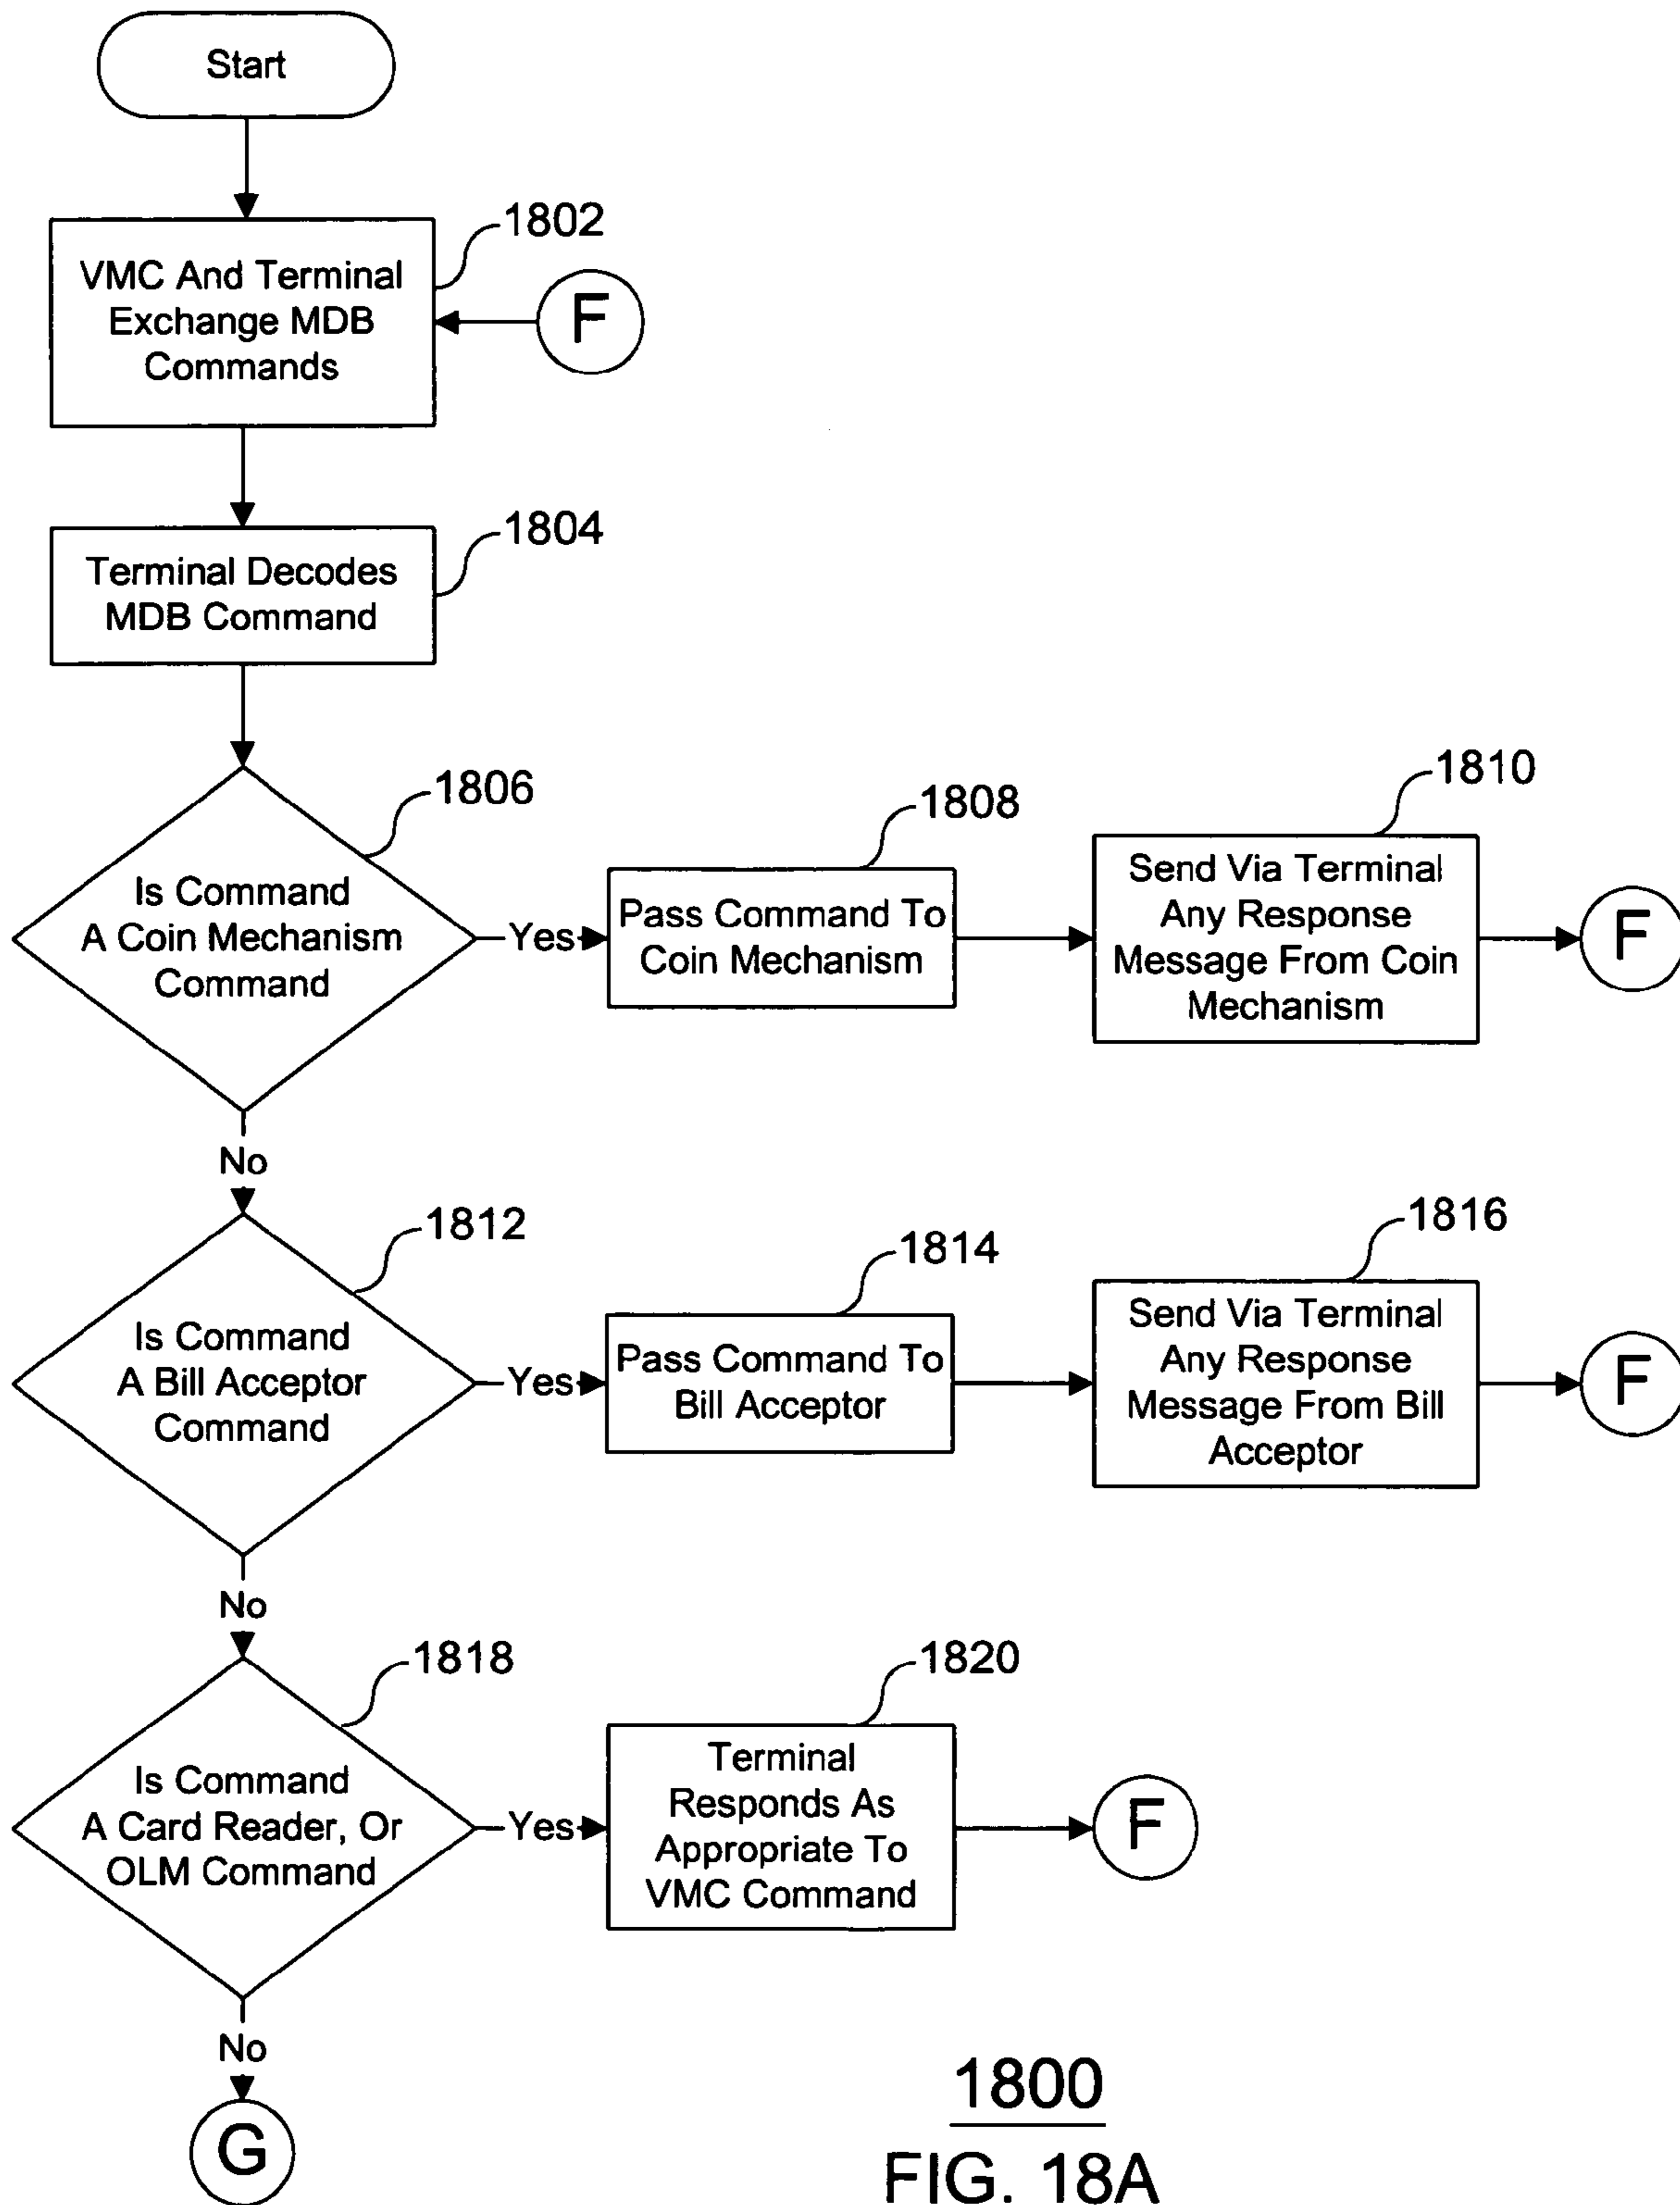 Start
1802
VMC And Terminal
Exchange MDB
Commands
F
1804
Terminal Decodes
MDB Command
1806
Is Command
A Coin Mechanism
Command
Yes
1808
Pass Command To
Coin Mechanism
1810
Send Via Terminal
Any Response
Message From Coin
Mechanism
F
No
1812
Is Command
A Bill Acceptor
Command
Yes
1814
Pass Command To
Bill Acceptor
1816
Send Via Terminal
Any Response
Message From Bill
Acceptor
F
No
1818
Is Command
A Card Reader, Or
OLM Command
Yes
1820
Terminal
Responds As
Appropriate To
VMC Command
F
No
G
1800
FIG. 18A